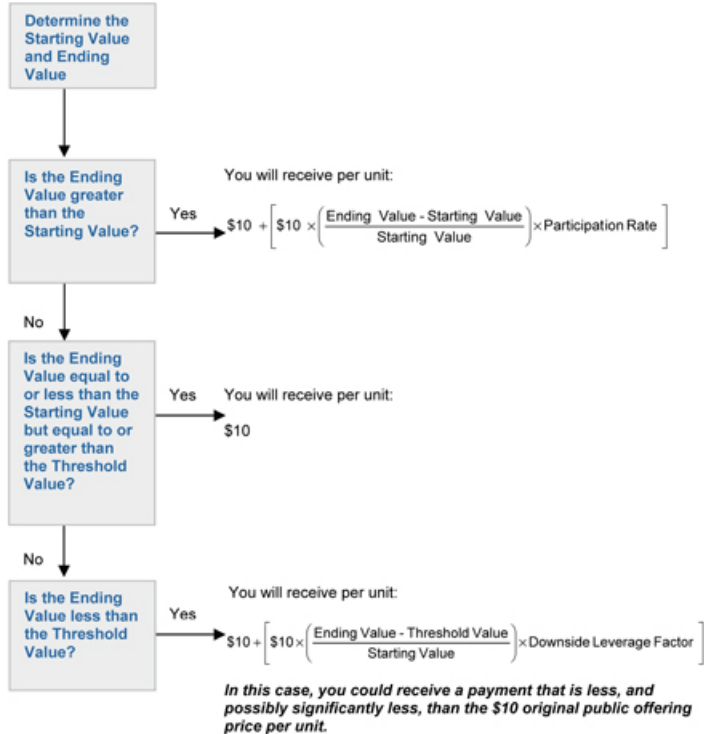 Determine the
Starting Value
and Ending
Value
Is the Ending
Value greater
than the
Starting Value?
Yes
You will receive per unit:
$10 + [ $10 × ( Ending Value - Starting Value / Starting Value ) × Participation Rate ]
No
Is the Ending
Value equal to
or less than the
Starting Value
but equal to or
greater than
the Threshold
Value?
Yes
You will receive per unit:
$10
No
Is the Ending
Value less than
the Threshold
Value?
Yes
You will receive per unit:
$10 + [ $10 × ( Ending Value - Threshold Value / Starting Value ) × Downside Leverage Factor ]
In this case, you could receive a payment that is less, and
possibly significantly less, than the $10 original public offering
price per unit.